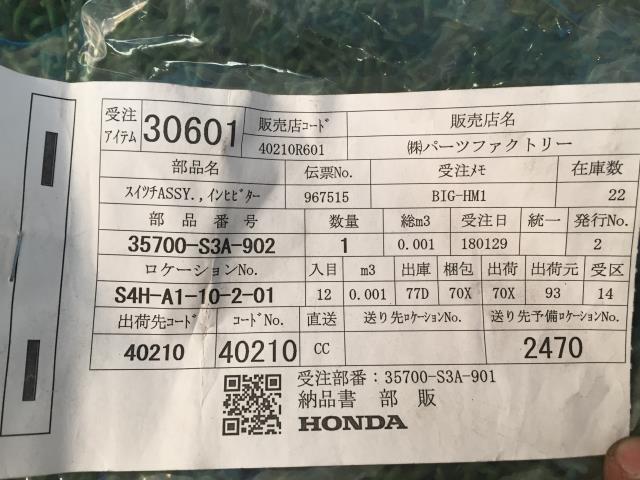 受注アイテム 30601 販売店ｺｰﾄﾞ 販売店名
40210R601 ㈱パーツファクトリー
部品名 伝票No. 受注ﾒﾓ 在庫数
ｽｲﾂﾁASSY.,ｲﾝﾋﾋﾞﾀｰ 967515 BIG-HM1 22
部品番号 数量 総m3 受注日 統一 発行No.
35700-S3A-902 1 0.001 180129 2
ロケーションNo. 入目 m3 出庫 梱包 出荷 出荷元 受区
S4H-A1-10-2-01 12 0.001 77D 70X 70X 93 14
出荷先ｺｰﾄﾞ ｺｰﾄﾞNo. 直送 送り先ﾛｹｰｼｮﾝNo. 送り先予備ﾛｹｰｼｮﾝNo.
40210 40210 CC 2470
受注部番：35700-S3A-901
納品書 部 販
HONDA